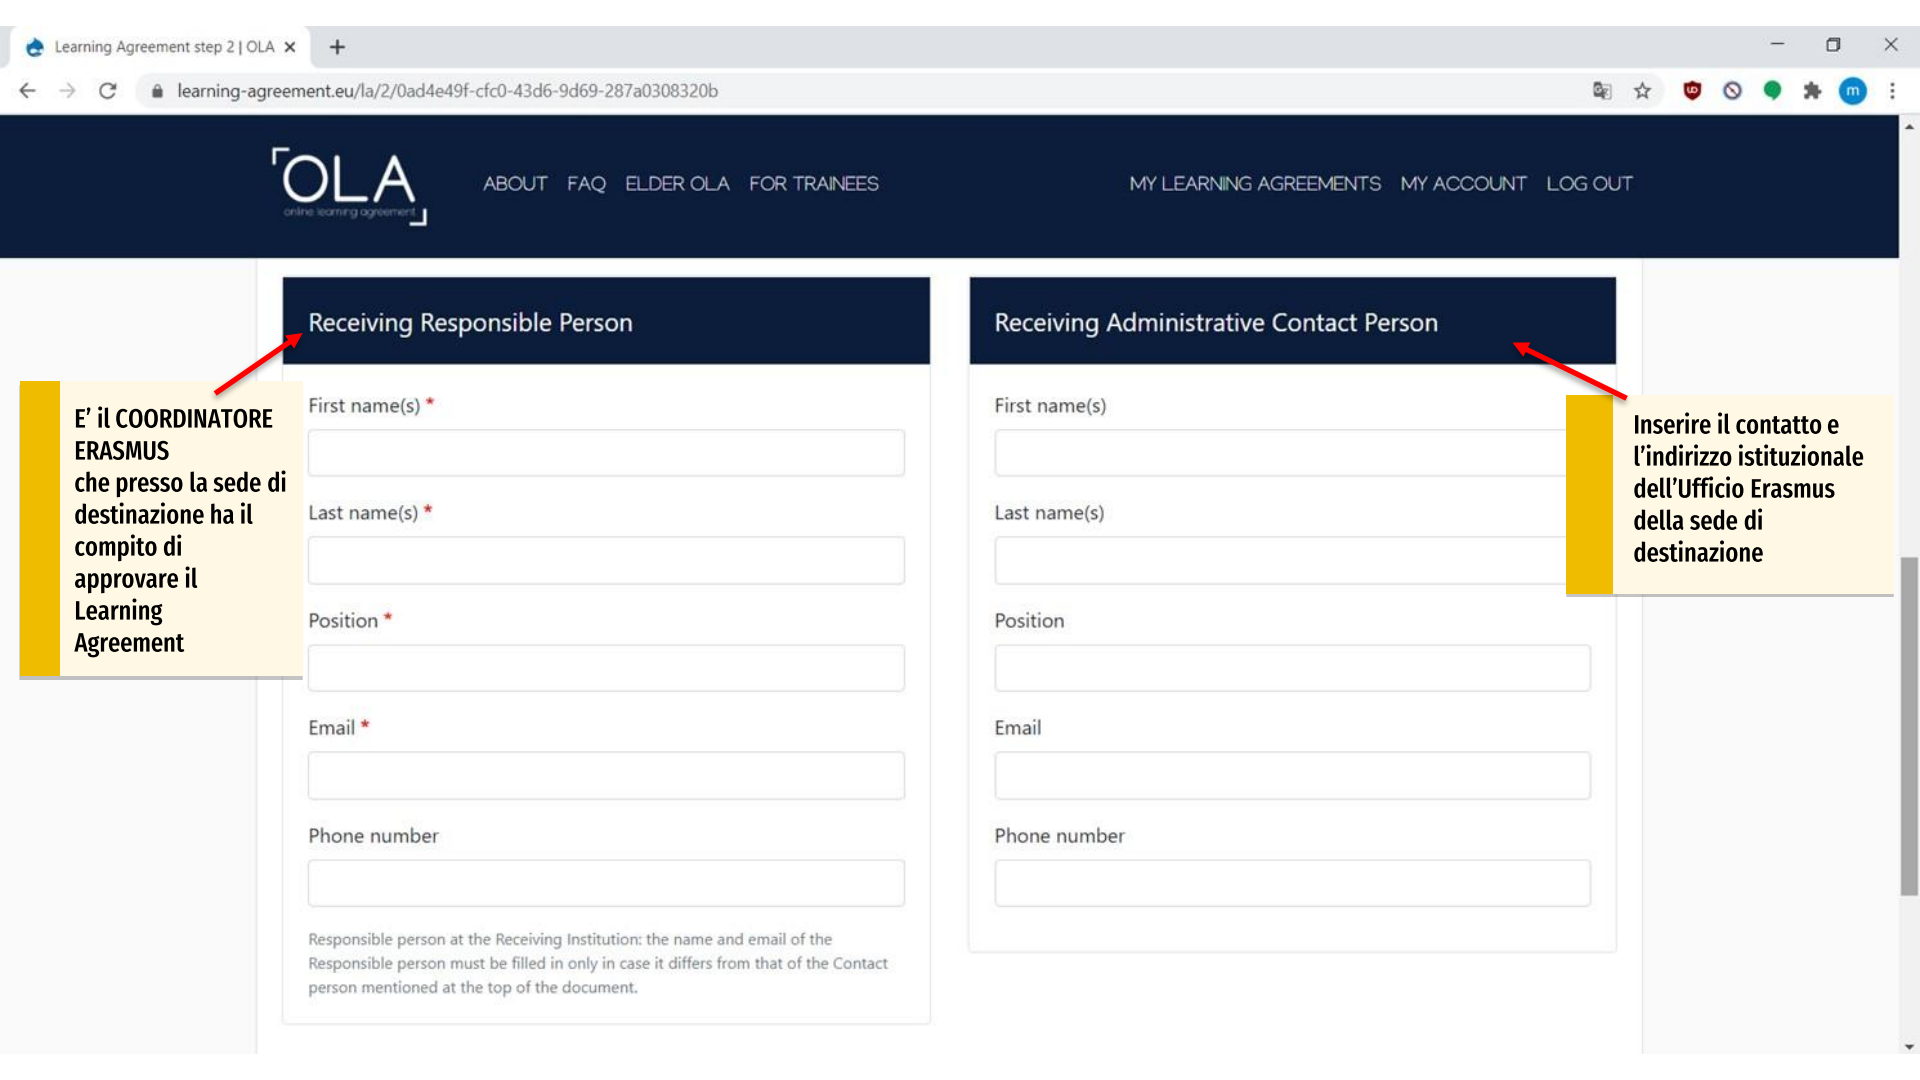 Learning Agreement step 2 | OLA
learning-agreement.eu/la/2/0ad4e49f-cfc0-43d6-9d69-287a0308320b
m
OLA
online learning agreement
ABOUT FAQ ELDER OLA FOR TRAINEES
MY LEARNING AGREEMENTS MY ACCOUNT LOG OUT
Receiving Responsible Person
First name(s) *
Last name(s) *
Position *
Email *
Phone number
Responsible person at the Receiving Institution: the name and email of the
Responsible person must be filled in only in case it differs from that of the Contact
person mentioned at the top of the document.
Receiving Administrative Contact Person
First name(s)
Last name(s)
Position
Email
Phone number
E’ il COORDINATORE
ERASMUS
che presso la sede di
destinazione ha il
compito di
approvare il
Learning
Agreement
Inserire il contatto e
l’indirizzo istituzionale
dell’Ufficio Erasmus
della sede di
destinazione